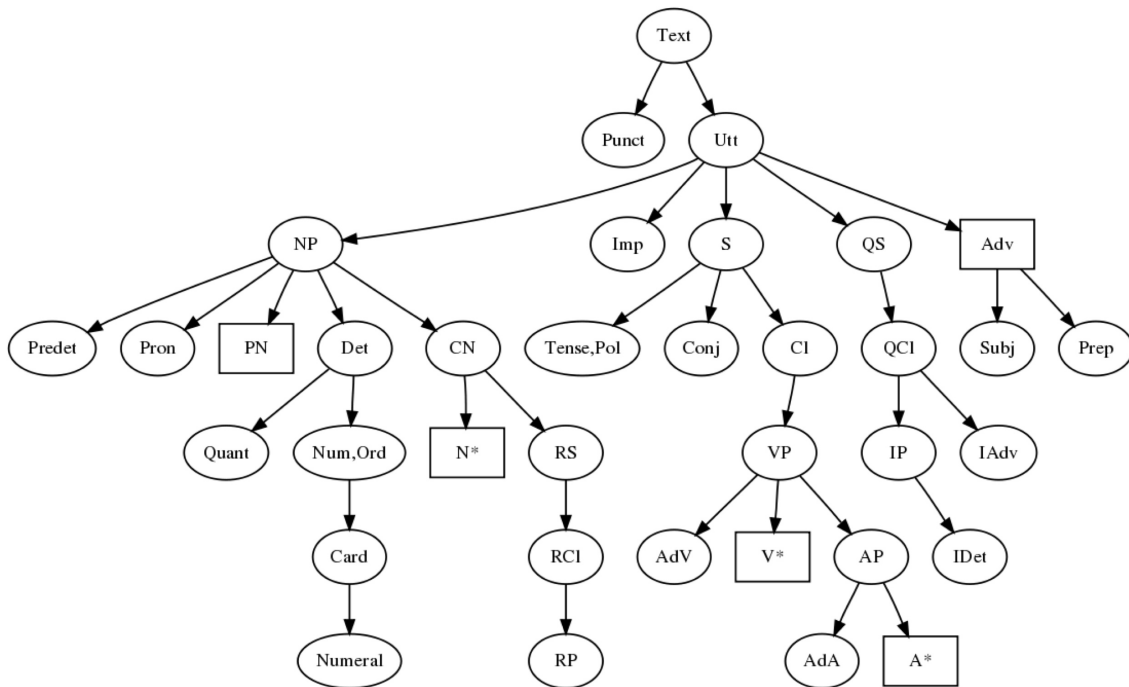 Text
Punct Utt
NP Imp S QS Adv
Predet Pron PN Det CN Tense,Pol Conj Cl QCl Subj Prep
Quant Num,Ord N* RS VP IP IAdv
Card RCl AdV V* AP IDet
Numeral RP AdA A*